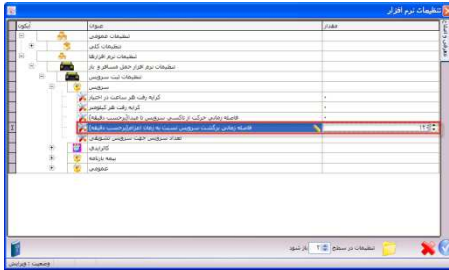 تنظیمات نرم افزار
آیکون
عنوان
مقدار
تنظیمات عمومی
تنظیمات کلی
تنظیمات نرم افزارها
تنظیمات نرم افزار حمل مسافر و بار
تنظیمات ثبت سرویس
سرویس
کرایه رفت هر ساعت در اختیار
کرایه رفت هر کیلومتر
فاصله زمانی حرکت از تاکسی سرویس تا مبدا(برحسب دقیقه)
فاصله زمانی برگشت سرویس نسبت به زمان اعزام(برحسب دقیقه)
تعداد سرویس جهت سرویس تشویقی
کالرآیدی
بیمه بارنامه
عمومی
تنظیمات در سطح
باز شود
وضعیت : ویرایش